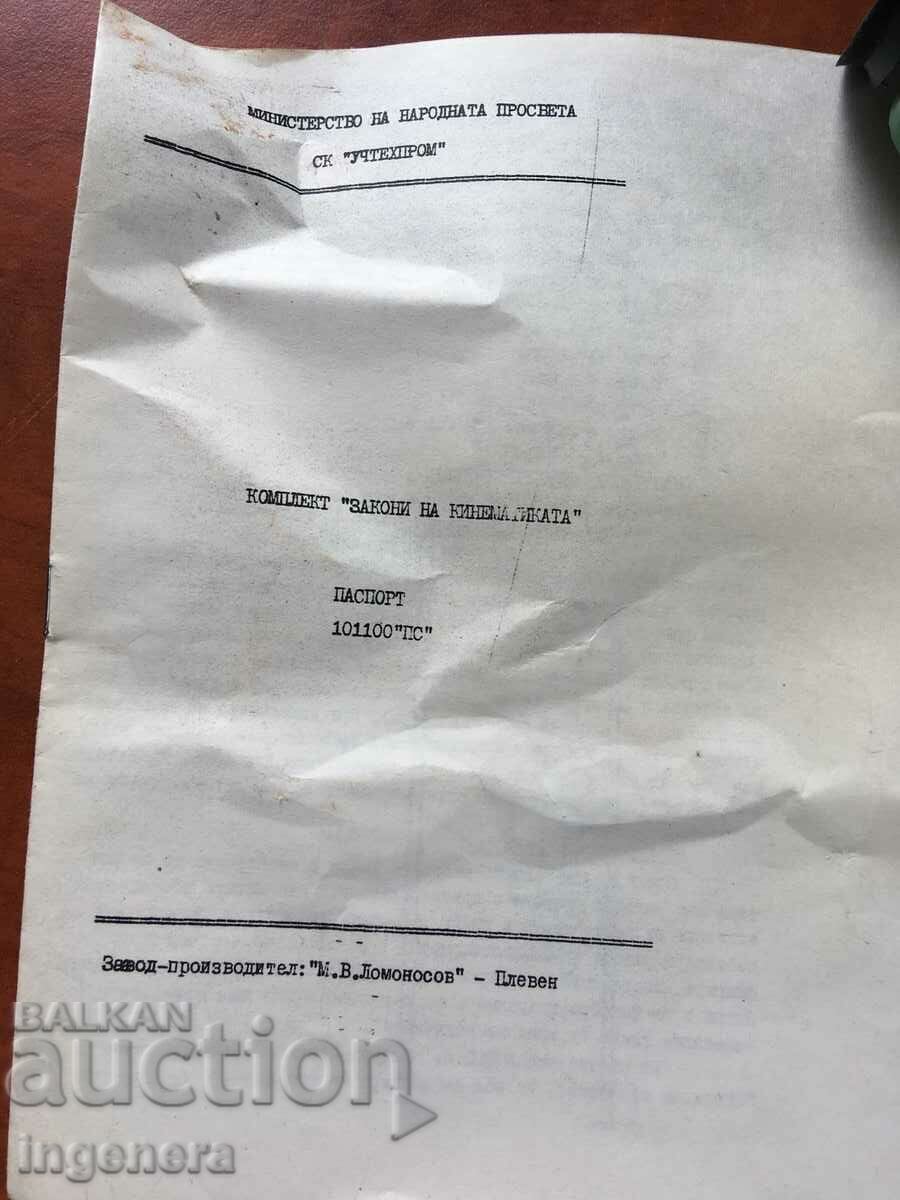 МИНИСТЕРСТВО НА НАРОДНАТА ПРОСВЕТА
СК "УЧТЕХПРОМ"
КОМПЛЕКТ "ЗАКОНИ НА КИНЕМАТИКАТА"
ПАСПОРТ
101100"ПС"
Завод-производител:"М.В.Ломоносов" - Плевен
BALKAN
auction
ingenera